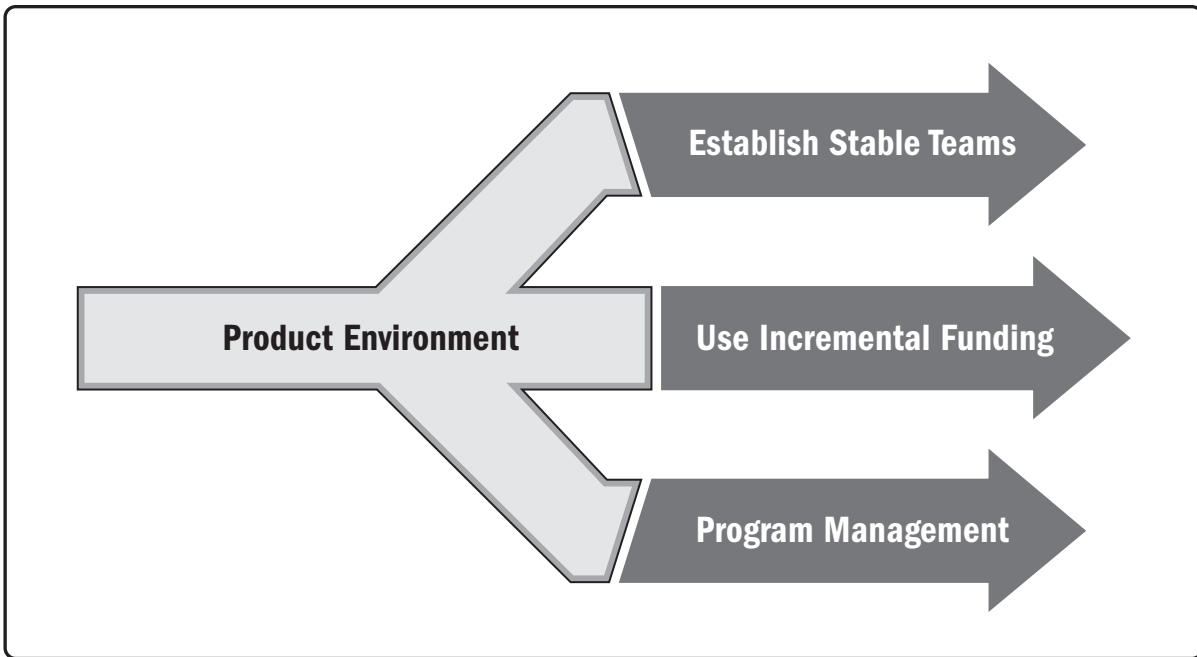 Establish Stable Teams
Product Environment
Use Incremental Funding
Program Management